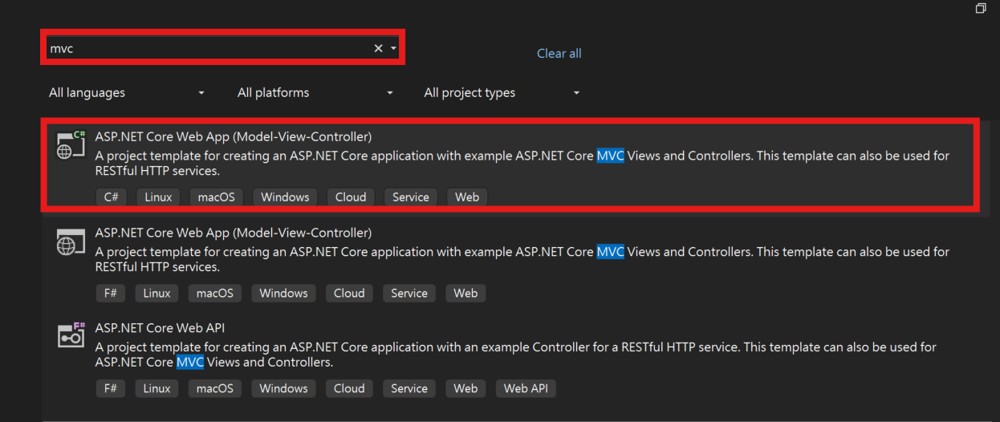 mvc
Clear all
All languages All platforms All project types
C#
ASP.NET Core Web App (Model-View-Controller)
A project template for creating an ASP.NET Core application with example ASP.NET Core MVC Views and Controllers. This template can also be used for
RESTful HTTP services.
C# Linux macOS Windows Cloud Service Web
ASP.NET Core Web App (Model-View-Controller)
A project template for creating an ASP.NET Core application with example ASP.NET Core MVC Views and Controllers. This template can also be used for
RESTful HTTP services.
F# Linux macOS Windows Cloud Service Web
F#
ASP.NET Core Web API
A project template for creating an ASP.NET Core application with an example Controller for a RESTful HTTP service. This template can also be used for
ASP.NET Core MVC Views and Controllers.
F# Linux macOS Windows Cloud Service Web Web API